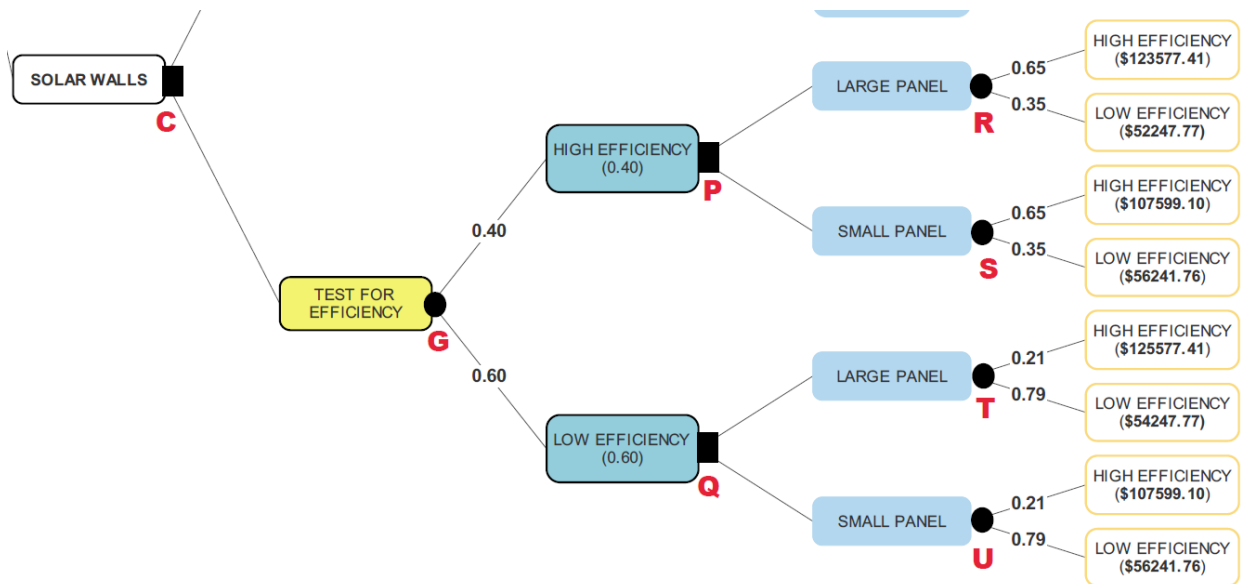 SOLAR WALLS
C
TEST FOR
EFFICIENCY
G
0.40
0.60
HIGH EFFICIENCY
(0.40)
P
LOW EFFICIENCY
(0.60)
Q
LARGE PANEL
R
0.65
0.35
HIGH EFFICIENCY
($123577.41)
LOW EFFICIENCY
($52247.77)
SMALL PANEL
S
0.65
0.35
HIGH EFFICIENCY
($107599.10)
LOW EFFICIENCY
($56241.76)
LARGE PANEL
T
0.21
0.79
HIGH EFFICIENCY
($125577.41)
LOW EFFICIENCY
($54247.77)
SMALL PANEL
U
0.21
0.79
HIGH EFFICIENCY
($107599.10)
LOW EFFICIENCY
($56241.76)